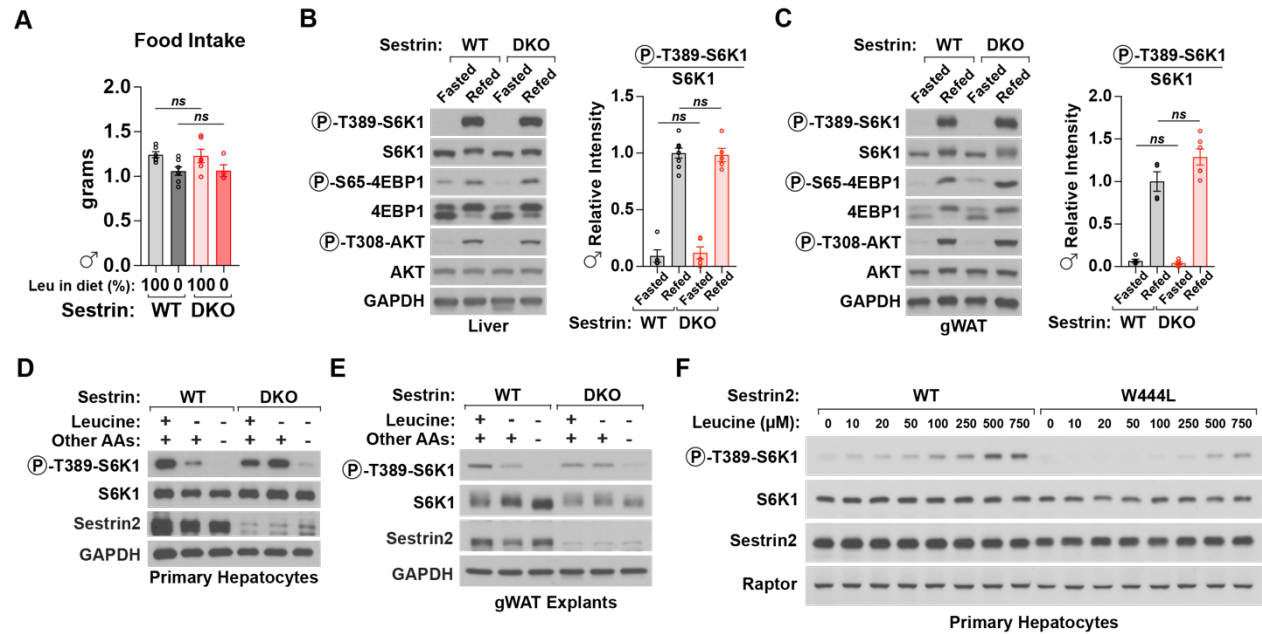 A
Food Intake
grams
2.0
1.5
1.0
0.5
0.0
ns
ns
♂
Leu in diet (%): 100 0 100 0
Sestrin: WT DKO
B
Sestrin: WT DKO
Fasted Refed Fasted Refed
Ⓟ-T389-S6K1
S6K1
Ⓟ-S65-4EBP1
4EBP1
Ⓟ-T308-AKT
AKT
GAPDH
Liver
Ⓟ-T389-S6K1
S6K1
Relative Intensity
1.5
1.0
0.5
0.0
ns
ns
♂
Fasted Refed Fasted Refed
Sestrin: WT DKO
C
Sestrin: WT DKO
Fasted Refed Fasted Refed
Ⓟ-T389-S6K1
S6K1
Ⓟ-S65-4EBP1
4EBP1
Ⓟ-T308-AKT
AKT
GAPDH
gWAT
Ⓟ-T389-S6K1
S6K1
Relative Intensity
2.0
1.5
1.0
0.5
0.0
ns
ns
♂
Fasted Refed Fasted Refed
Sestrin: WT DKO
D
Sestrin: WT DKO
Leucine: + - - + - -
Other AAs: + + - + + -
Ⓟ-T389-S6K1
S6K1
Sestrin2
GAPDH
Primary Hepatocytes
E
Sestrin: WT DKO
Leucine: + - - + - -
Other AAs: + + - + + -
Ⓟ-T389-S6K1
S6K1
Sestrin2
GAPDH
gWAT Explants
F
Sestrin2: WT W444L
Leucine (µM): 0 10 20 50 100 250 500 750 0 10 20 50 100 250 500 750
Ⓟ-T389-S6K1
S6K1
Sestrin2
Raptor
Primary Hepatocytes